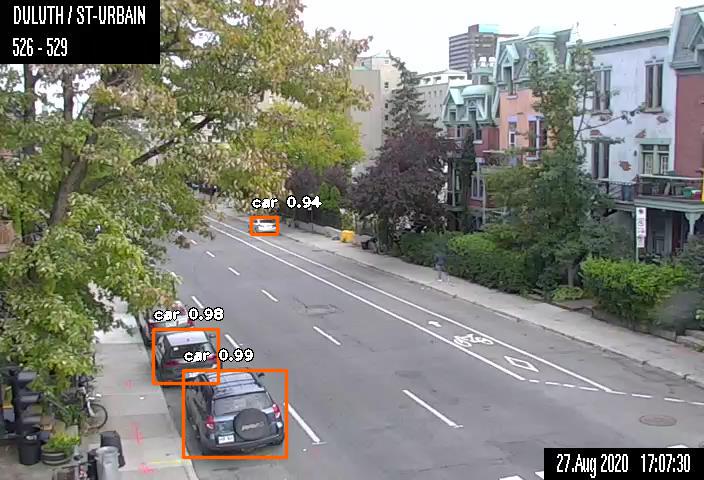 DULUTH / ST-URBAIN
526 - 529
car 0.94
car 0.98
car 0.99
27.Aug 2020 17:07:30